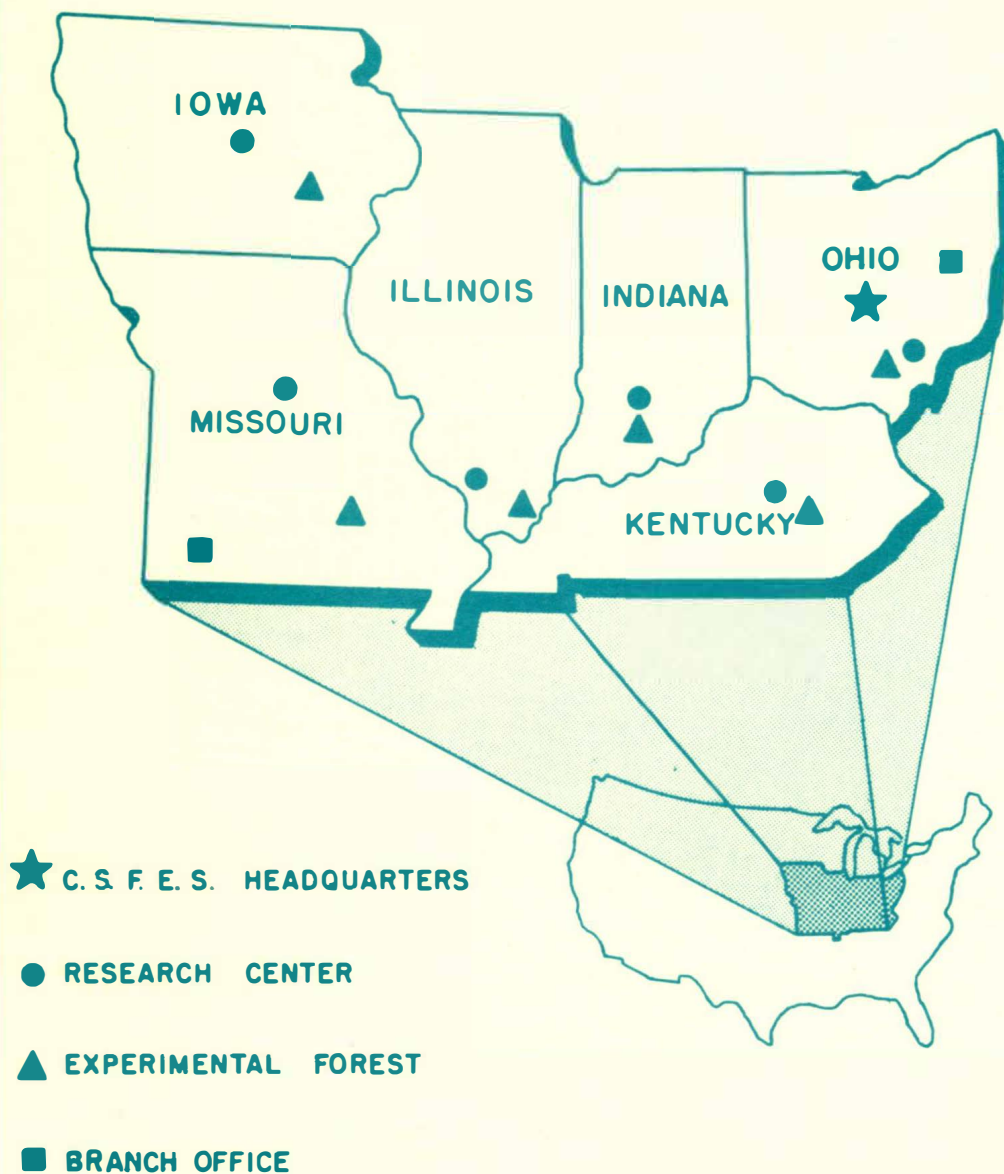 IOWA
OHIO
ILLINOIS
INDIANA
MISSOURI
KENTUCKY
C. S. F. E. S. HEADQUARTERS
RESEARCH CENTER
EXPERIMENTAL FOREST
BRANCH OFFICE